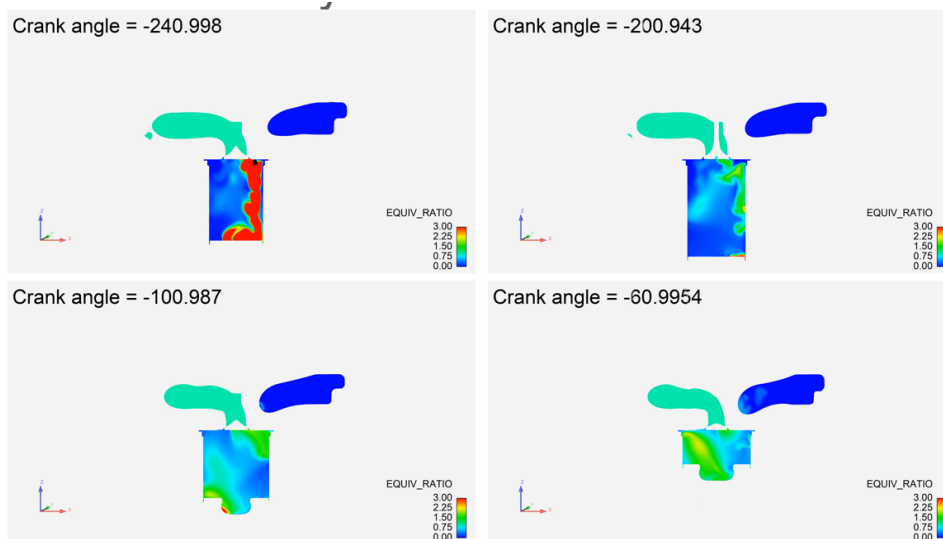 Crank angle = -240.998
EQUIV_RATIO
3.00
2.25
1.50
0.75
0.00
Crank angle = -200.943
EQUIV_RATIO
3.00
2.25
1.50
0.75
0.00
Crank angle = -100.987
EQUIV_RATIO
3.00
2.25
1.50
0.75
0.00
Crank angle = -60.9954
EQUIV_RATIO
3.00
2.25
1.50
0.75
0.00